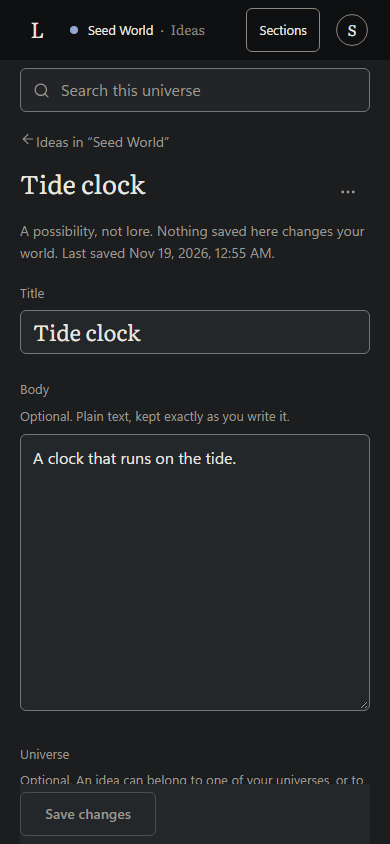 L Seed World · Ideas Sections S
Search this universe
Ideas in “Seed World”
Tide clock
A possibility, not lore. Nothing saved here changes your
world. Last saved Nov 19, 2026, 12:55 AM.
Title
Tide clock
Body
Optional. Plain text, kept exactly as you write it.
A clock that runs on the tide.
Universe
Optional. An idea can belong to one of your universes, or to
Save changes